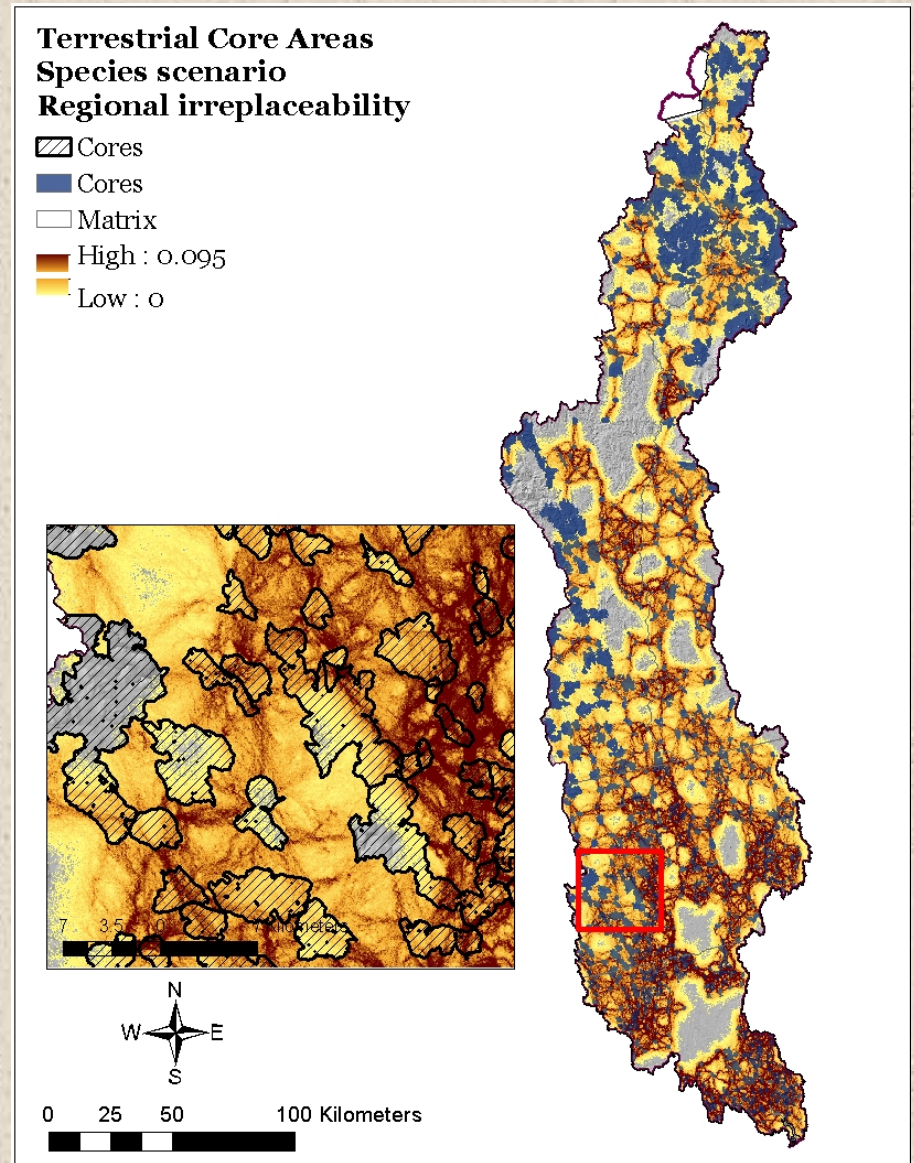 Terrestrial Core Areas
Species scenario
Regional irreplaceability
Cores
Cores
Matrix
High : 0.095
Low : 0
7 3.5 0 7 Kilometers
N
W E
S
0 25 50 100 Kilometers